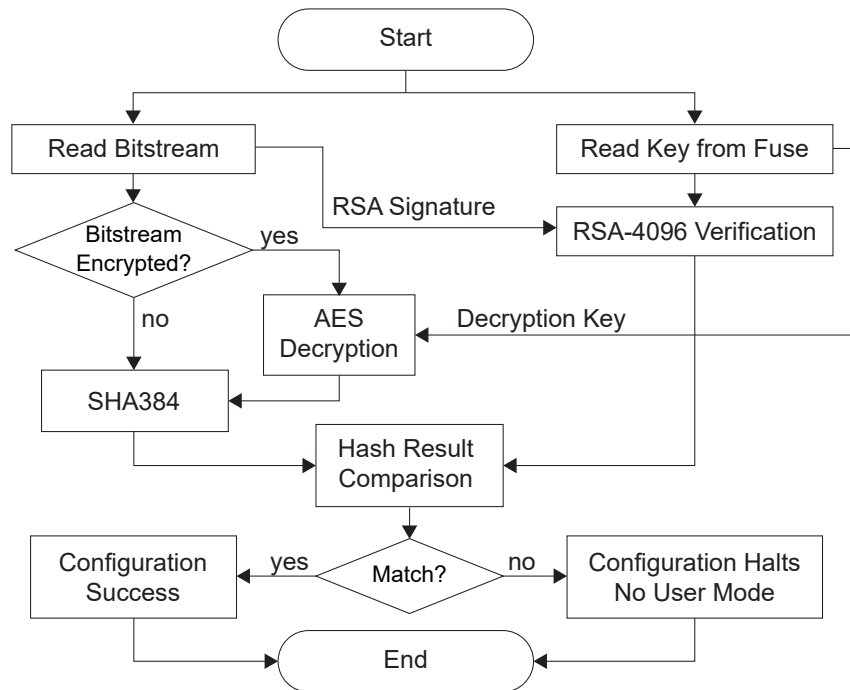 Start
Read Bitstream
Read Key from Fuse
RSA Signature
RSA-4096 Verification
Bitstream
Encrypted?
yes
no
AES
Decryption
Decryption Key
SHA384
Hash Result
Comparison
Configuration
Success
yes
Match?
no
Configuration Halts
No User Mode
End